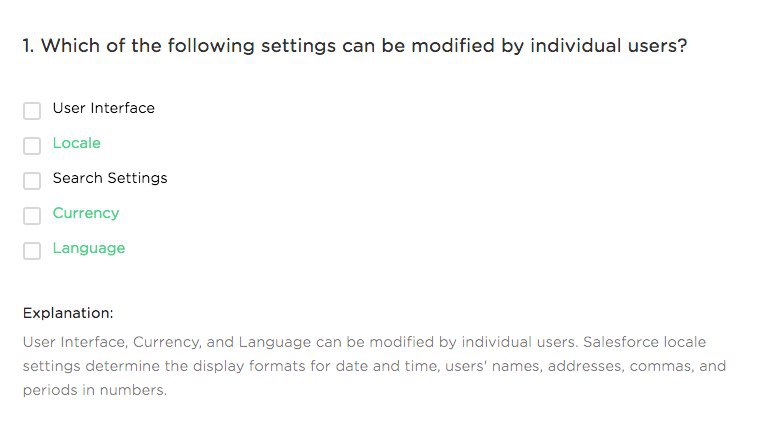 1. Which of the following settings can be modified by individual users?
User Interface
Locale
Search Settings
Currency
Language
Explanation:
User Interface, Currency, and Language can be modified by individual users. Salesforce locale
settings determine the display formats for date and time, users' names, addresses, commas, and
periods in numbers.